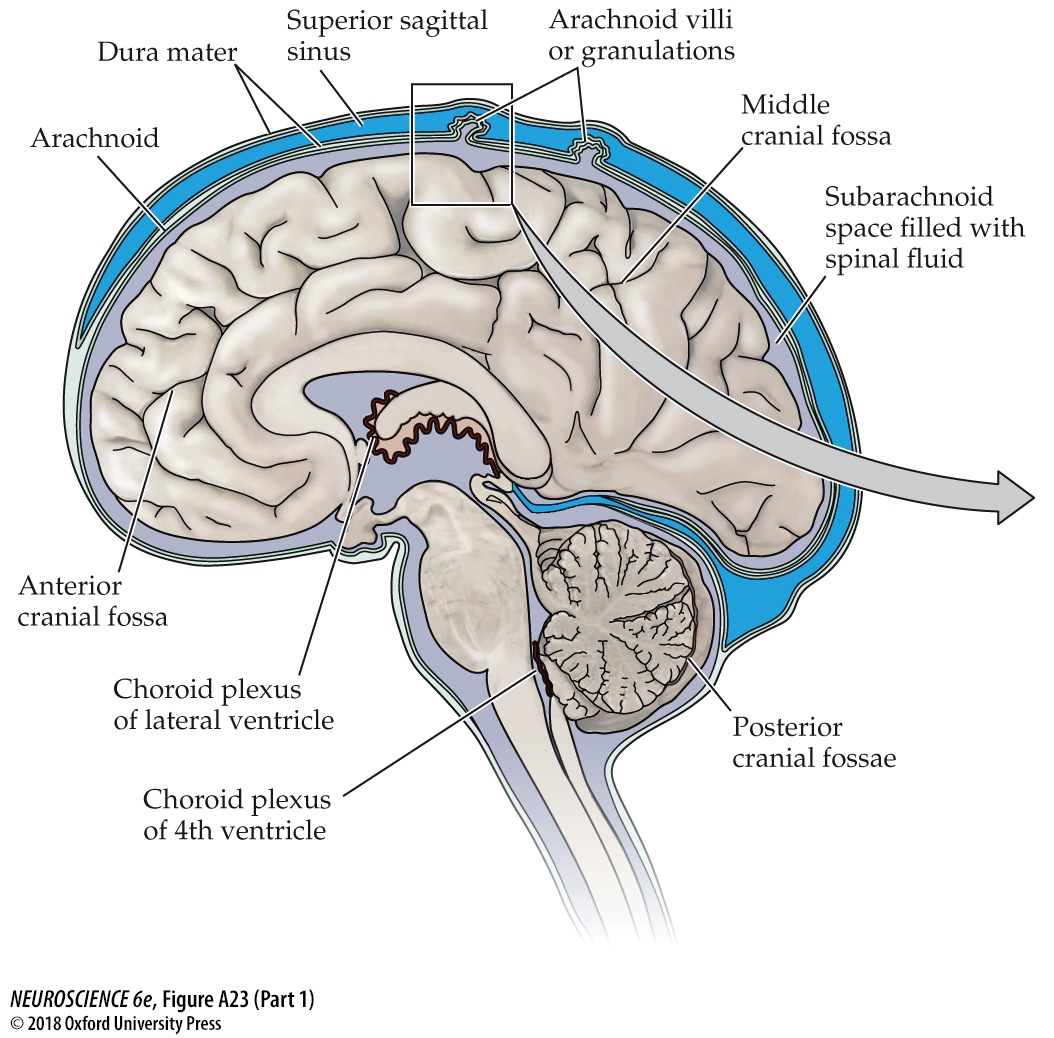 Superior sagittal
sinus
Arachnoid villi
or granulations
Dura mater
Middle
cranial fossa
Arachnoid
Subarachnoid
space filled with
spinal fluid
Anterior
cranial fossa
Choroid plexus
of lateral ventricle
Posterior
cranial fossae
Choroid plexus
of 4th ventricle
NEUROSCIENCE 6e, Figure A23 (Part 1)
© 2018 Oxford University Press